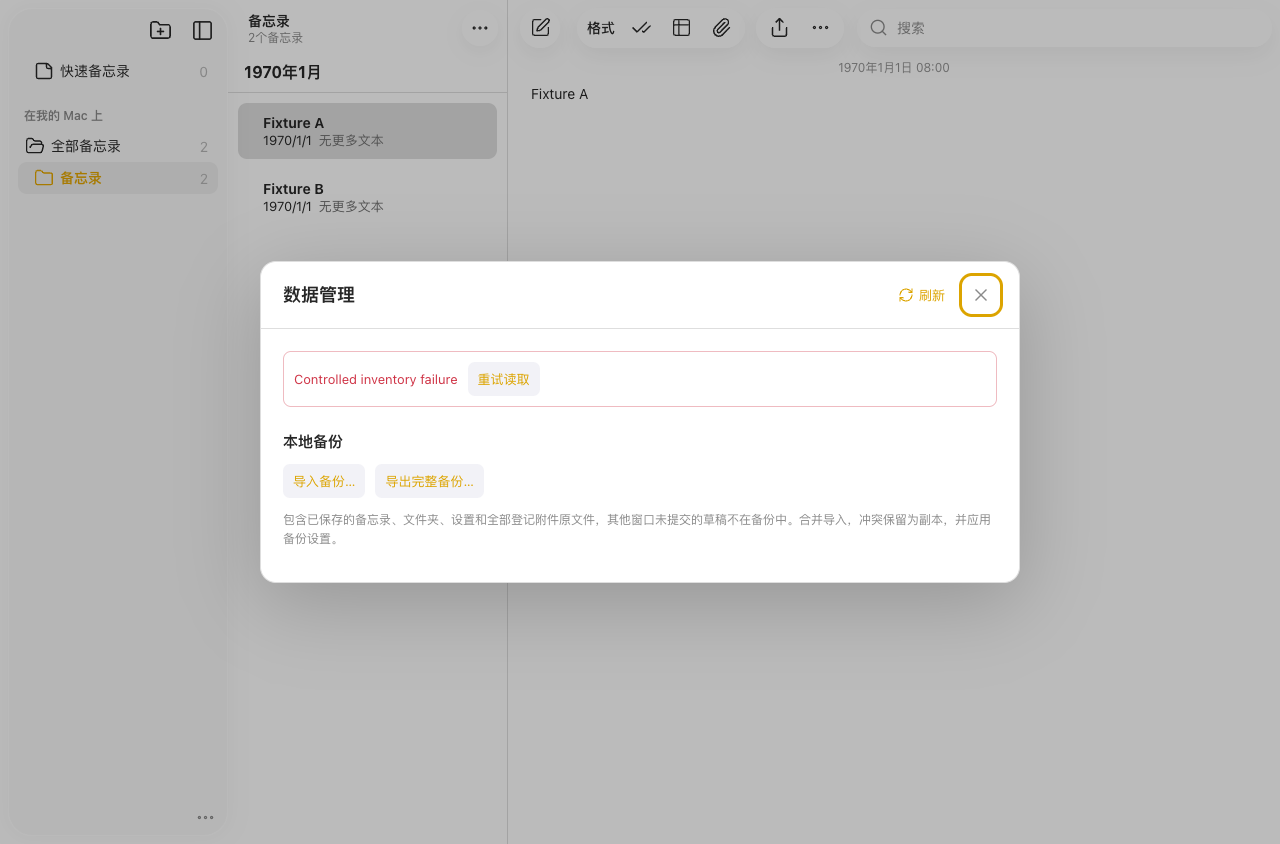 快速备忘录 0
在我的 Mac 上
全部备忘录 2
备忘录 2
备忘录
2个备忘录
1970年1月
Fixture A
1970/1/1 无更多文本
Fixture B
1970/1/1 无更多文本
格式
搜索
1970年1月1日 08:00
Fixture A
数据管理
刷新
Controlled inventory failure
重试读取
本地备份
导入备份...
导出完整备份...
包含已保存的备忘录、文件夹、设置和全部登记附件原文件，其他窗口未提交的草稿不在备份中。合并导入，冲突保留为副本，并应用
备份设置。